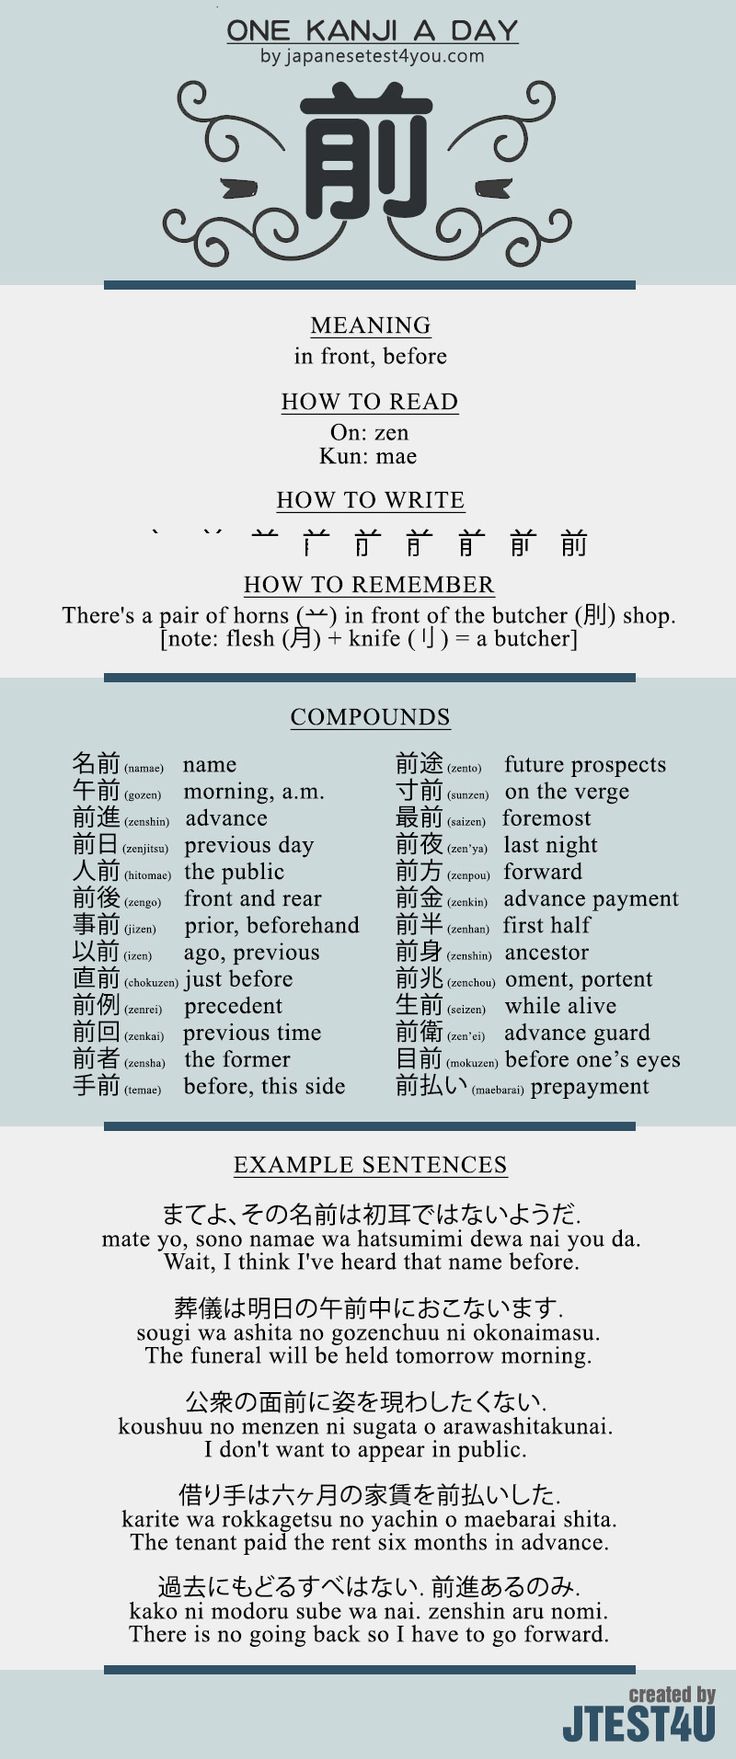 ONE KANJI A DAY
by japanesetest4you.com
前
MEANING
in front, before
HOW TO READ
On: zen
Kun: mae
HOW TO WRITE
前
HOW TO REMEMBER
There's a pair of horns (䒑) in front of the butcher (刖) shop.
[note: flesh (月) + knife (刂) = a butcher]
COMPOUNDS
名前 (namae) name
午前 (gozen) morning, a.m.
前進 (zenshin) advance
前日 (zenjitsu) previous day
人前 (hitomae) the public
前後 (zengo) front and rear
事前 (jizen) prior, beforehand
以前 (izen) ago, previous
直前 (chokuzen) just before
前例 (zenrei) precedent
前回 (zenkai) previous time
前者 (zensha) the former
手前 (temae) before, this side
前途 (zento) future prospects
寸前 (sunzen) on the verge
最前 (saizen) foremost
前夜 (zen'ya) last night
前方 (zenpou) forward
前金 (zenkin) advance payment
前半 (zenhan) first half
前身 (zenshin) ancestor
前兆 (zenchou) oment, portent
生前 (seizen) while alive
前衛 (zen'ei) advance guard
目前 (mokuzen) before one’s eyes
前払い (maebarai) prepayment
EXAMPLE SENTENCES
まてよ、その名前は初耳ではないようだ.
mate yo, sono namae wa hatsumimi dewa nai you da.
Wait, I think I've heard that name before.
葬儀は明日の午前中におこないます.
sougi wa ashita no gozenchuu ni okonaimasu.
The funeral will be held tomorrow morning.
公衆の面前に姿を現わしたくない.
koushuu no menzen ni sugata o arawashitakunai.
I don't want to appear in public.
借り手は六ヶ月の家賃を前払いした.
karite wa rokkagetsu no yachin o maebarai shita.
The tenant paid the rent six months in advance.
過去にもどるすべはない. 前進あるのみ.
kako ni modoru sube wa nai. zenshin aru nomi.
There is no going back so I have to go forward.
created by
JTEST4U